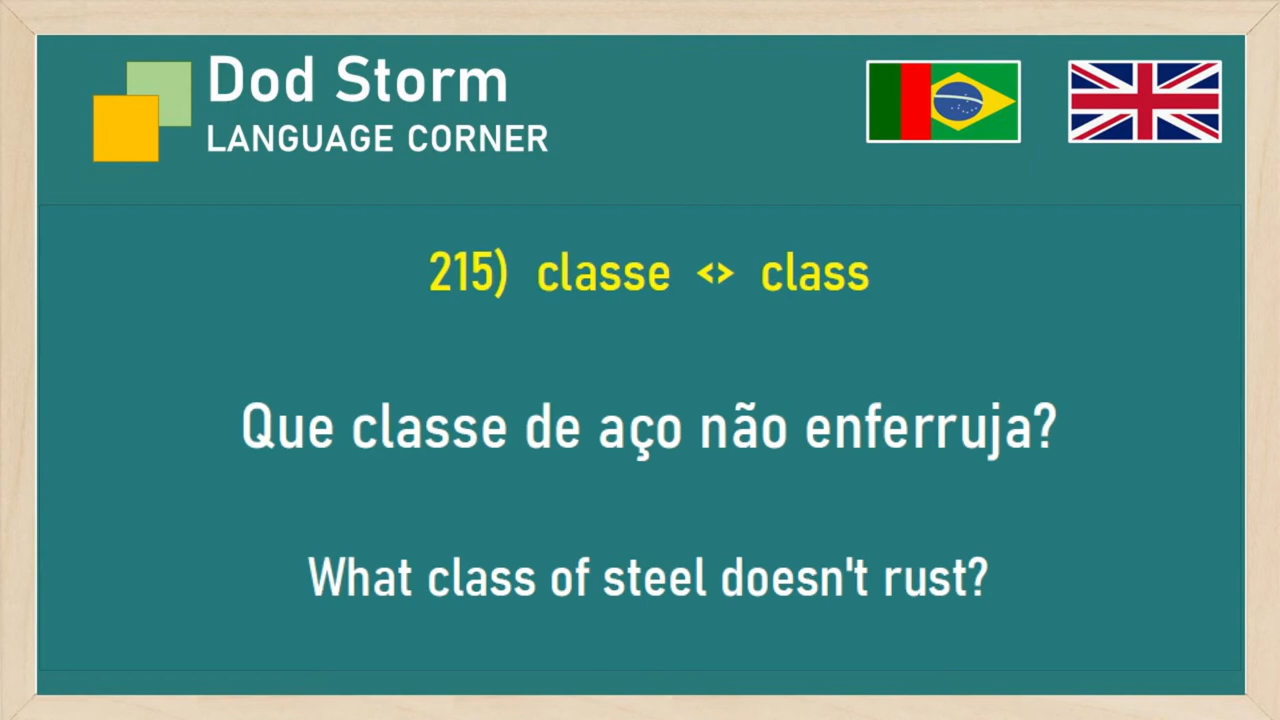 Dod Storm
LANGUAGE CORNER
215) classe <> class
Que classe de aço não enferruja?
What class of steel doesn't rust?